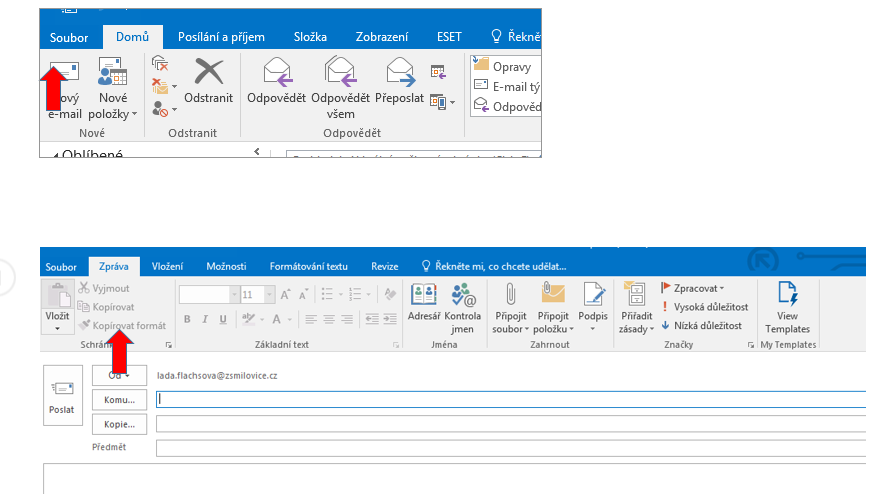 Soubor Domů Posílání a příjem Složka Zobrazení ESET Řekně
Opravy
E-mail tý
Odpověd
Nový e-mail
Nové položky
Odstranit
Odpovědět
Odpovědět všem
Přeposlat
Nové Odstranit Odpovědět
Oblíbené
Soubor Zpráva Vložení Možnosti Formátování textu Revize Řekněte mi, co chcete udělat...
Vložit
Vyjmout
Kopírovat
Kopírovat formát
11
B I U
Adresář
Kontrola jmen
Připojit soubor
Připojit položku
Podpis
Přiřadit zásady
Zpracovat
Vysoká důležitost
Nízká důležitost
View Templates
Schrán Základní text Jména Zahrnout Značky My Templates
Poslat
Od lada.flachsova@zsmilovice.cz
Komu...
Kopie...
Předmět